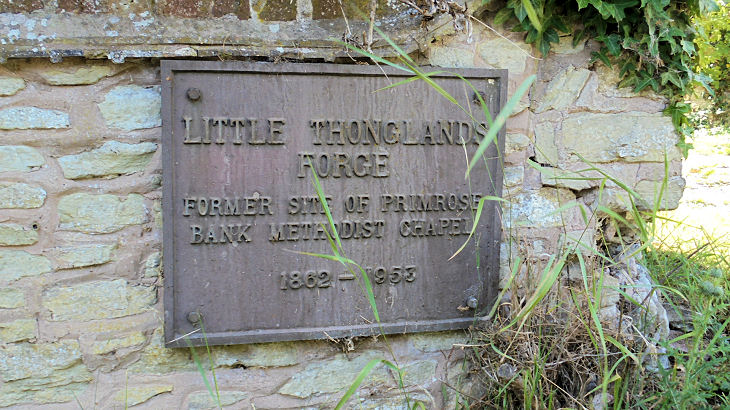 LITTLE THONGLANDS
FORGE
FORMER SITE OF PRIMROSE
BANK METHODIST CHAPEL
1862 - 1953